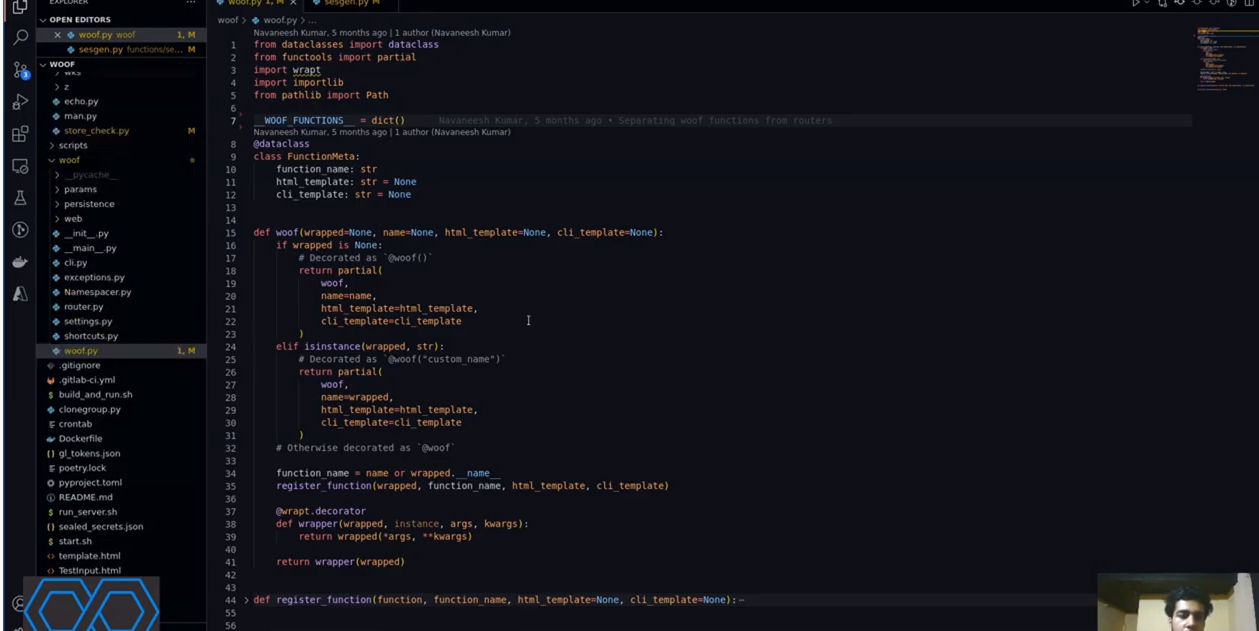 EXPLORER
woof.py 1, M
sesgen.py M
OPEN EDITORS
woof.py woof 1, M
sesgen.py functions/se... M
WOOF
wks
z
echo.py
man.py
store_check.py M
scripts
woof
__pycache__
params
persistence
web
__init__.py
__main__.py
cli.py
exceptions.py
Namespacer.py
router.py
settings.py
shortcuts.py
woof.py 1, M
.gitignore
.gitlab-ci.yml
build_and_run.sh
clonegroup.py
crontab
Dockerfile
gl_tokens.json
poetry.lock
pyproject.toml
README.md
run_server.sh
sealed_secrets.json
start.sh
template.html
TestInput.html
3
woof > woof.py > ...
Navaneesh Kumar, 5 months ago | 1 author (Navaneesh Kumar)
1 from dataclasses import dataclass
2 from functools import partial
3 import wrapt
4 import importlib
5 from pathlib import Path
6
7 __WOOF_FUNCTIONS__ = dict() Navaneesh Kumar, 5 months ago • Separating woof functions from routers
Navaneesh Kumar, 5 months ago | 1 author (Navaneesh Kumar)
8 @dataclass
9 class FunctionMeta:
10 function_name: str
11 html_template: str = None
12 cli_template: str = None
13
14
15 def woof(wrapped=None, name=None, html_template=None, cli_template=None):
16 if wrapped is None:
17 # Decorated as `@woof()`
18 return partial(
19 woof,
20 name=name,
21 html_template=html_template,
22 cli_template=cli_template
23 )
24 elif isinstance(wrapped, str):
25 # Decorated as `@woof("custom_name")`
26 return partial(
27 woof,
28 name=wrapped,
29 html_template=html_template,
30 cli_template=cli_template
31 )
32 # Otherwise decorated as `@woof`
33
34 function_name = name or wrapped.__name__
35 register_function(wrapped, function_name, html_template, cli_template)
36
37 @wrapt.decorator
38 def wrapper(wrapped, instance, args, kwargs):
39 return wrapped(*args, **kwargs)
40
41 return wrapper(wrapped)
42
43
44 def register_function(function, function_name, html_template=None, cli_template=None):
55
56